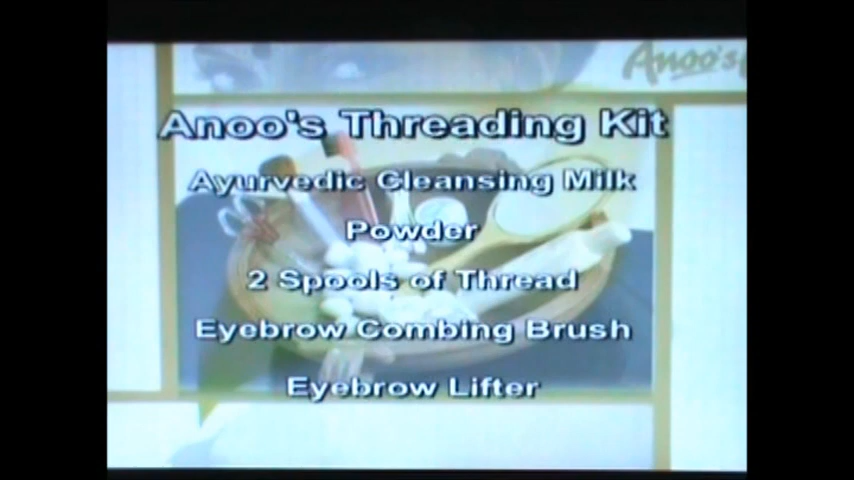 Anoo's
Anoo's Threading Kit
Ayurvedic Cleansing Milk
Powder
2 Spools of Thread
Eyebrow Combing Brush
Eyebrow Lifter